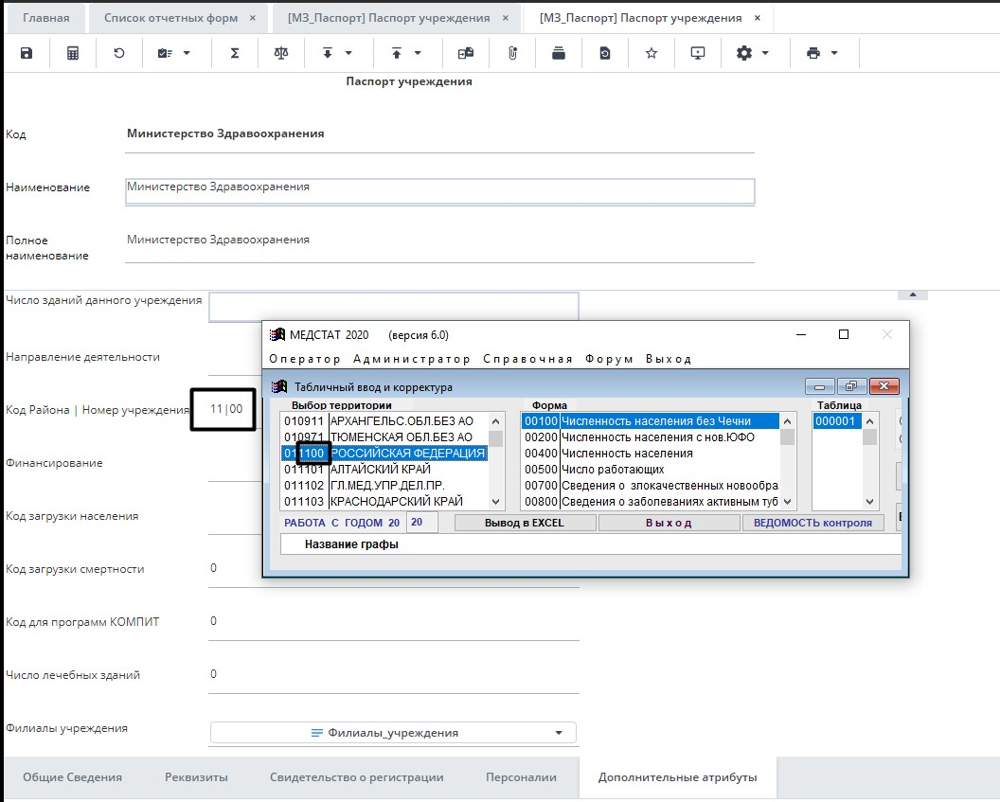 Главная Список отчетных форм × [МЗ_Паспорт] Паспорт учреждения × [МЗ_Паспорт] Паспорт учреждения ×
Паспорт учреждения
Код Министерство Здравоохранения
Наименование Министерство Здравоохранения
Полное наименование Министерство Здравоохранения
Число зданий данного учреждения
Направление деятельности
Код Района | Номер учреждения 11|00
Финансирование
Код загрузки населения
Код загрузки смертности 0
Код для программ КОМПИТ 0
Число лечебных зданий 0
Филиалы учреждения Филиалы_учреждения
МЕДСТАТ 2020 (версия 6.0)
Оператор Администратор Справочная Форум Выход
Табличный ввод и корректура
Выбор территории Форма Таблица
010911 АРХАНГЕЛЬС.ОБЛ.БЕЗ АО 00100 Численность населения без Чечни 000001
010971 ТЮМЕНСКАЯ ОБЛ.БЕЗ АО 00200 Численность населения с нов.ЮФО
011100 РОССИЙСКАЯ ФЕДЕРАЦИЯ 00400 Численность населения
011101 АЛТАЙСКИЙ КРАЙ 00500 Число работающих
011102 ГЛ.МЕД.УПР.ДЕЛ.ПР. 00700 Сведения о злокачественных новообра
011103 КРАСНОДАРСКИЙ КРАЙ 00800 Сведения о заболеваниях активным туб
РАБОТА С ГОДОМ 20 20 Вывод в EXCEL Выход ВЕДОМОСТЬ контроля
Название графы
Общие Сведения Реквизиты Свидетельство о регистрации Персоналии Дополнительные атрибуты